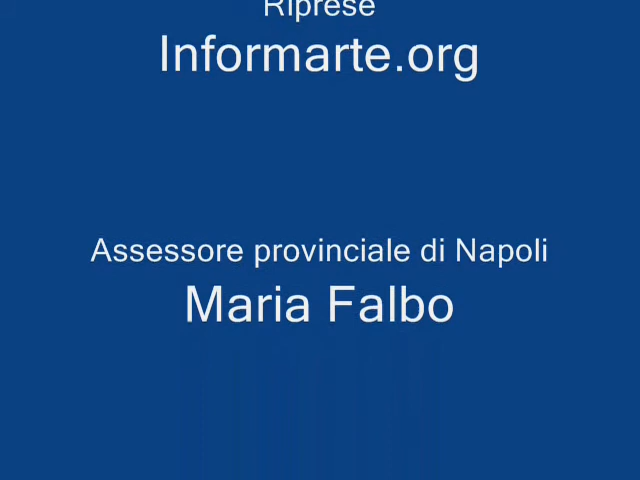 Riprese
Informarte.org
Assessore provinciale di Napoli
Maria Falbo